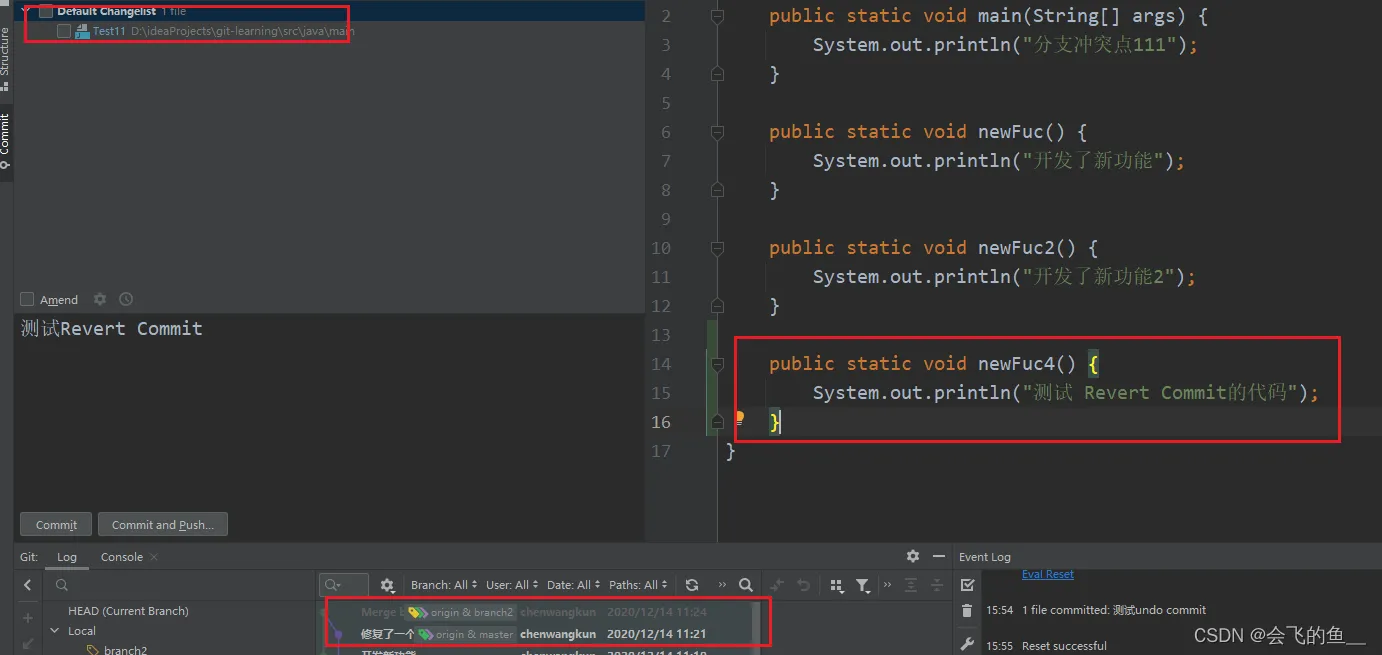 Default Changelist 1 file
Test11 D:\ideaProjects\git-learning\src\java\main
Structure
Commit
Amend
测试Revert Commit
Commit
Commit and Push...
2 public static void main(String[] args) {
3 System.out.println("分支冲突点111");
4 }
5
6 public static void newFuc() {
7 System.out.println("开发了新功能");
8 }
9
10 public static void newFuc2() {
11 System.out.println("开发了新功能2");
12 }
13
14 public static void newFuc4() {
15 System.out.println("测试 Revert Commit的代码");
16 }
17 }
Git: Log Console
HEAD (Current Branch)
Local
branch2
Branch: All User: All Date: All Paths: All
Merge b origin & branch2 chenwangkun 2020/12/14 11:24
修复了一个 origin & master chenwangkun 2020/12/14 11:21
开发新功能
Event Log
Eval Reset
15:54 1 file committed: 测试undo commit
15:55 Reset successful
CSDN @会飞的鱼__